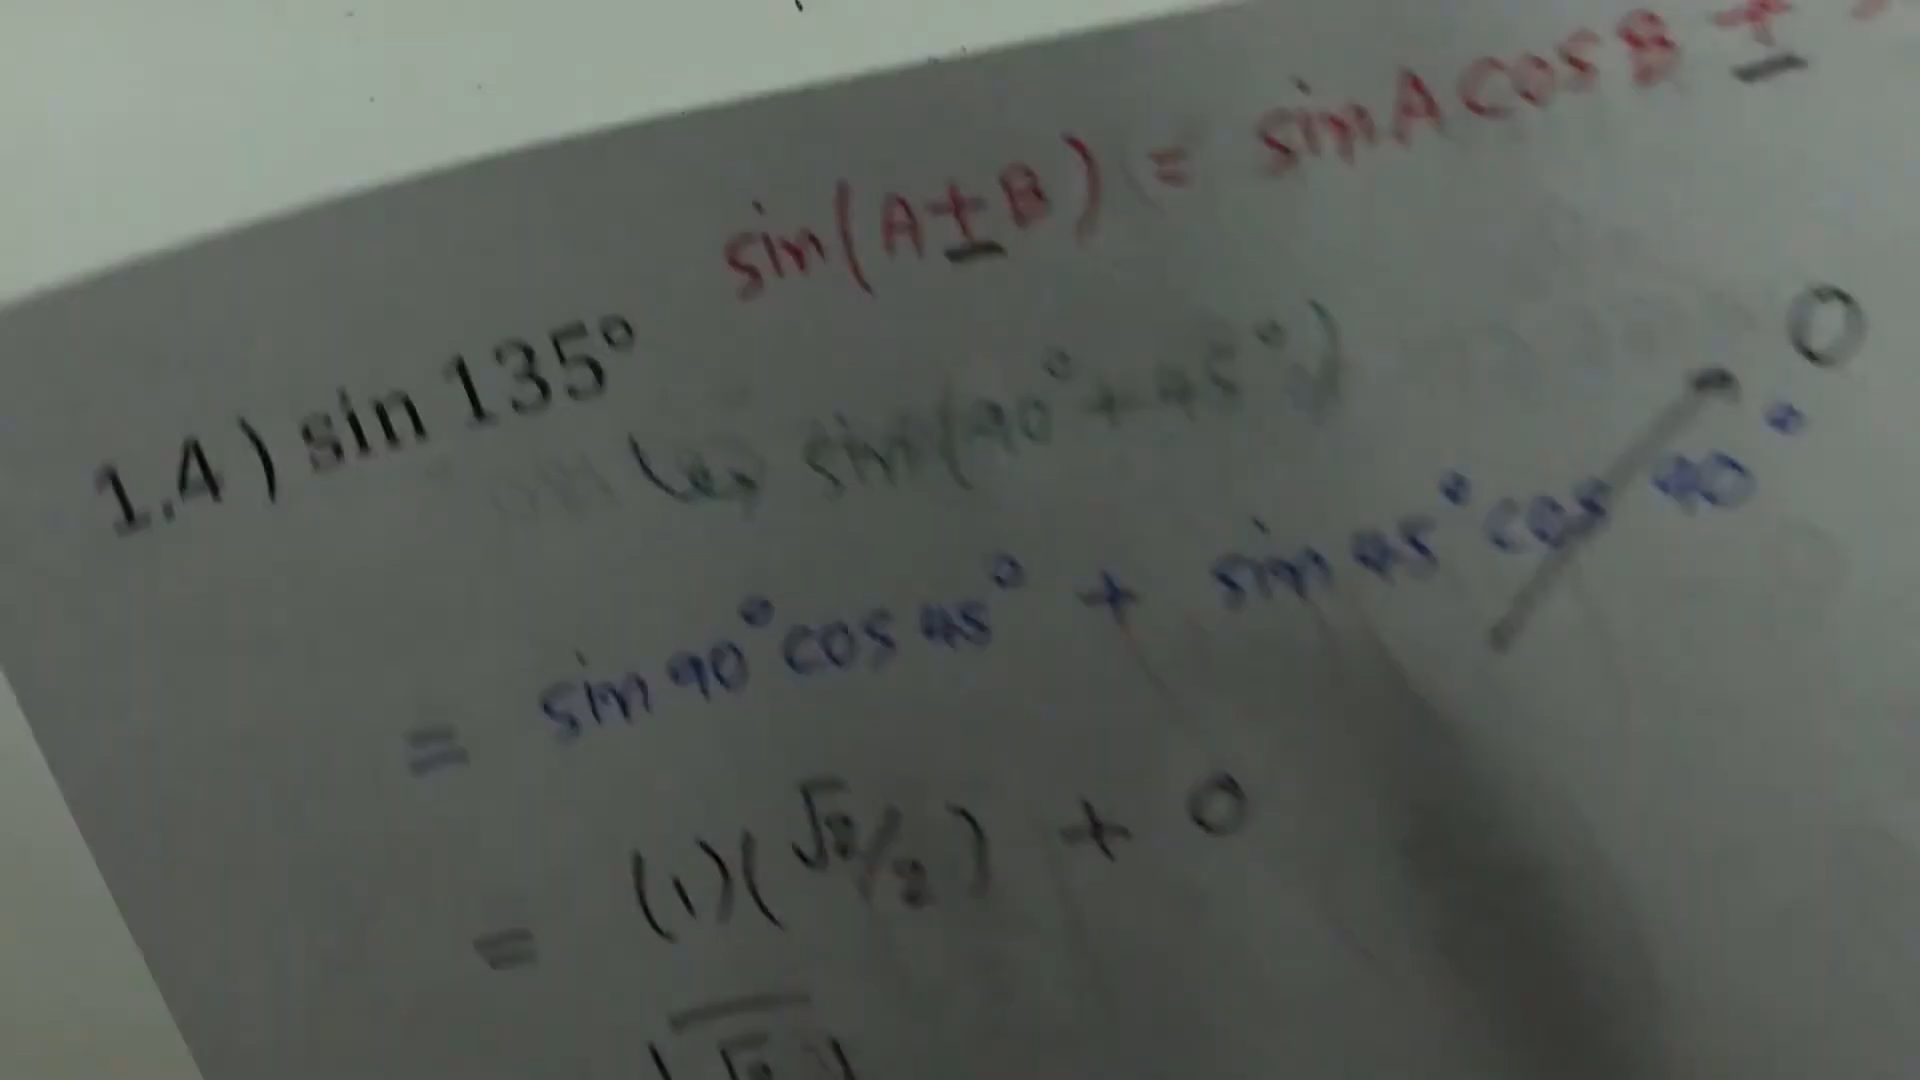 sin(A±B) = sin A cos B ±
1.4) sin 135°
sin(90°+45°)
= sin 90° cos 45° + sin 45° cos 90° 0
= (1)(√2/2) + 0
√2